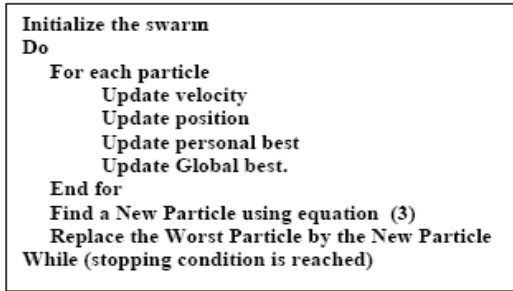 Initialize the swarm
Do
For each particle
Update velocity
Update position
Update personal best
Update Global best.
End for
Find a New Particle using equation (3)
Replace the Worst Particle by the New Particle
While (stopping condition is reached)